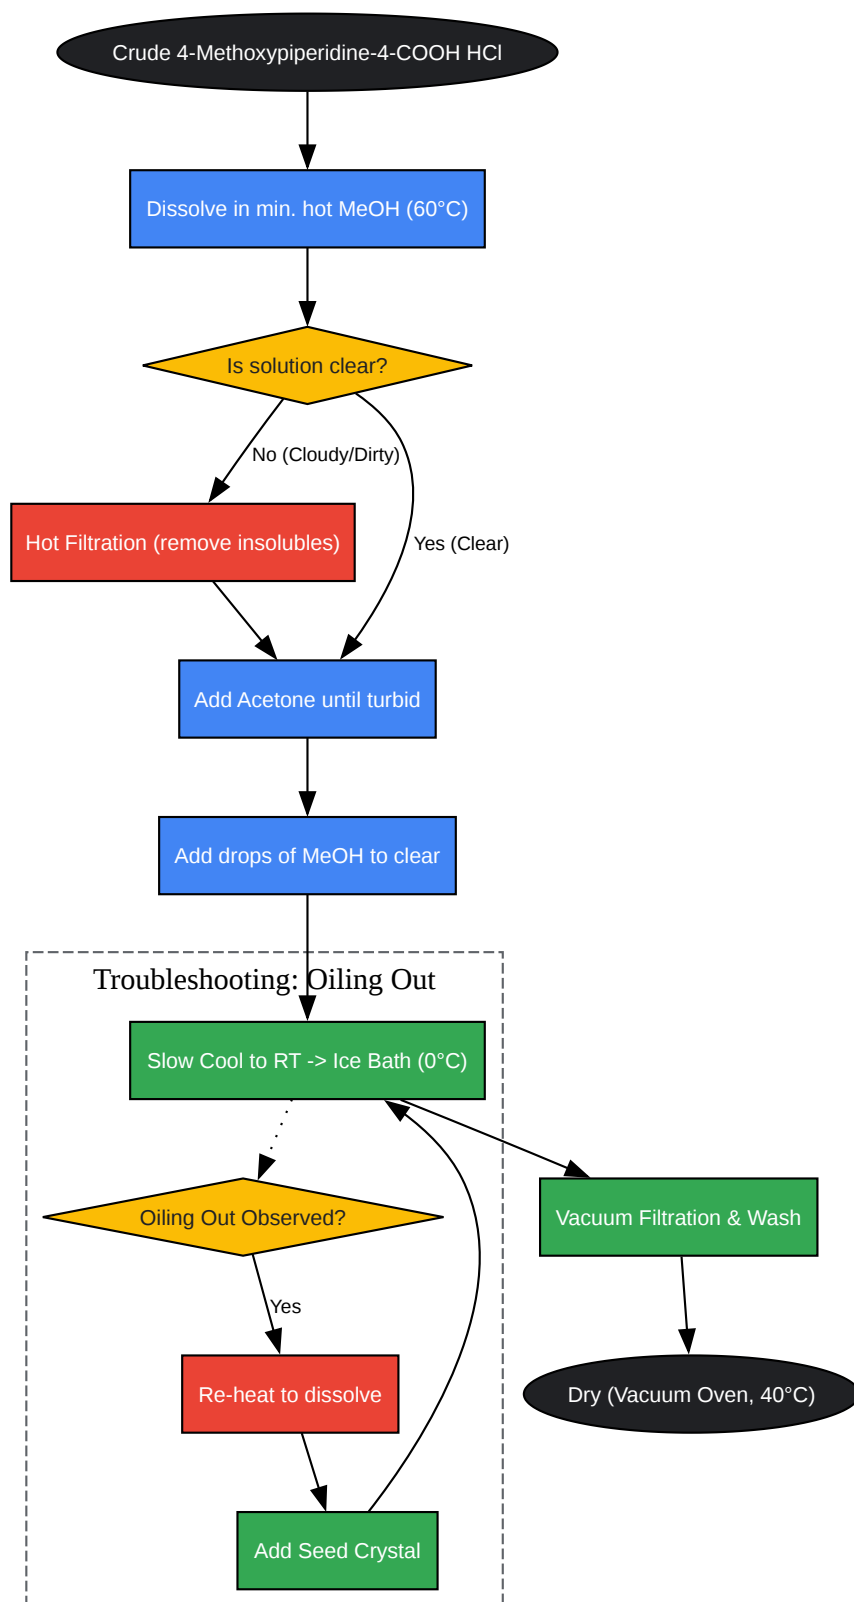 Crude 4-Methoxypiperidine-4-COOH HCl
Dissolve in min. hot MeOH (60°C)
Is solution clear?
No (Cloudy/Dirty)
Hot Filtration (remove insolubles)
Yes (Clear)
Add Acetone until turbid
Add drops of MeOH to clear
Troubleshooting: Oiling Out
Slow Cool to RT -> Ice Bath (0°C)
Oiling Out Observed?
Vacuum Filtration & Wash
Yes
Re-heat to dissolve
Dry (Vacuum Oven, 40°C)
Add Seed Crystal